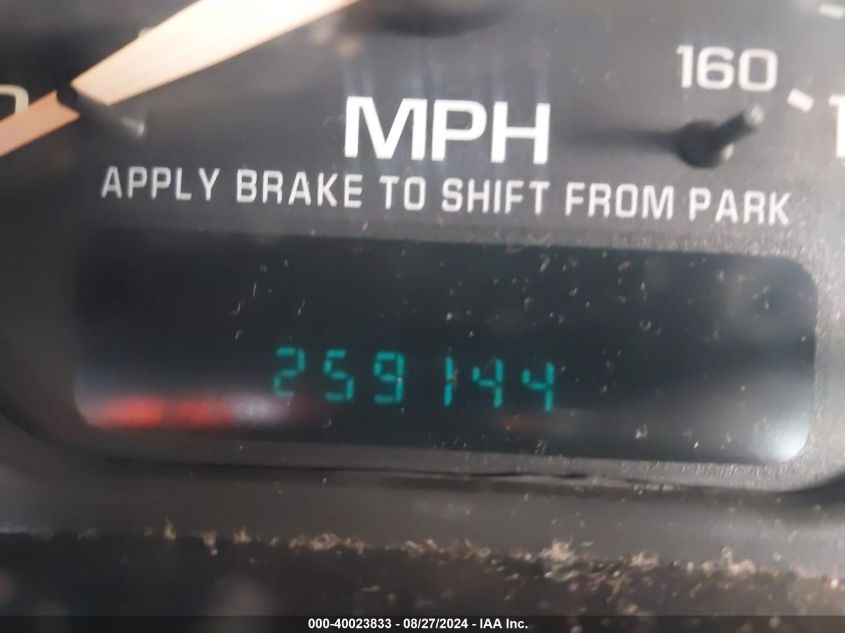 160
MPH
APPLY BRAKE TO SHIFT FROM PARK
259144
000-40023833 - 08/27/2024 - IAA Inc.